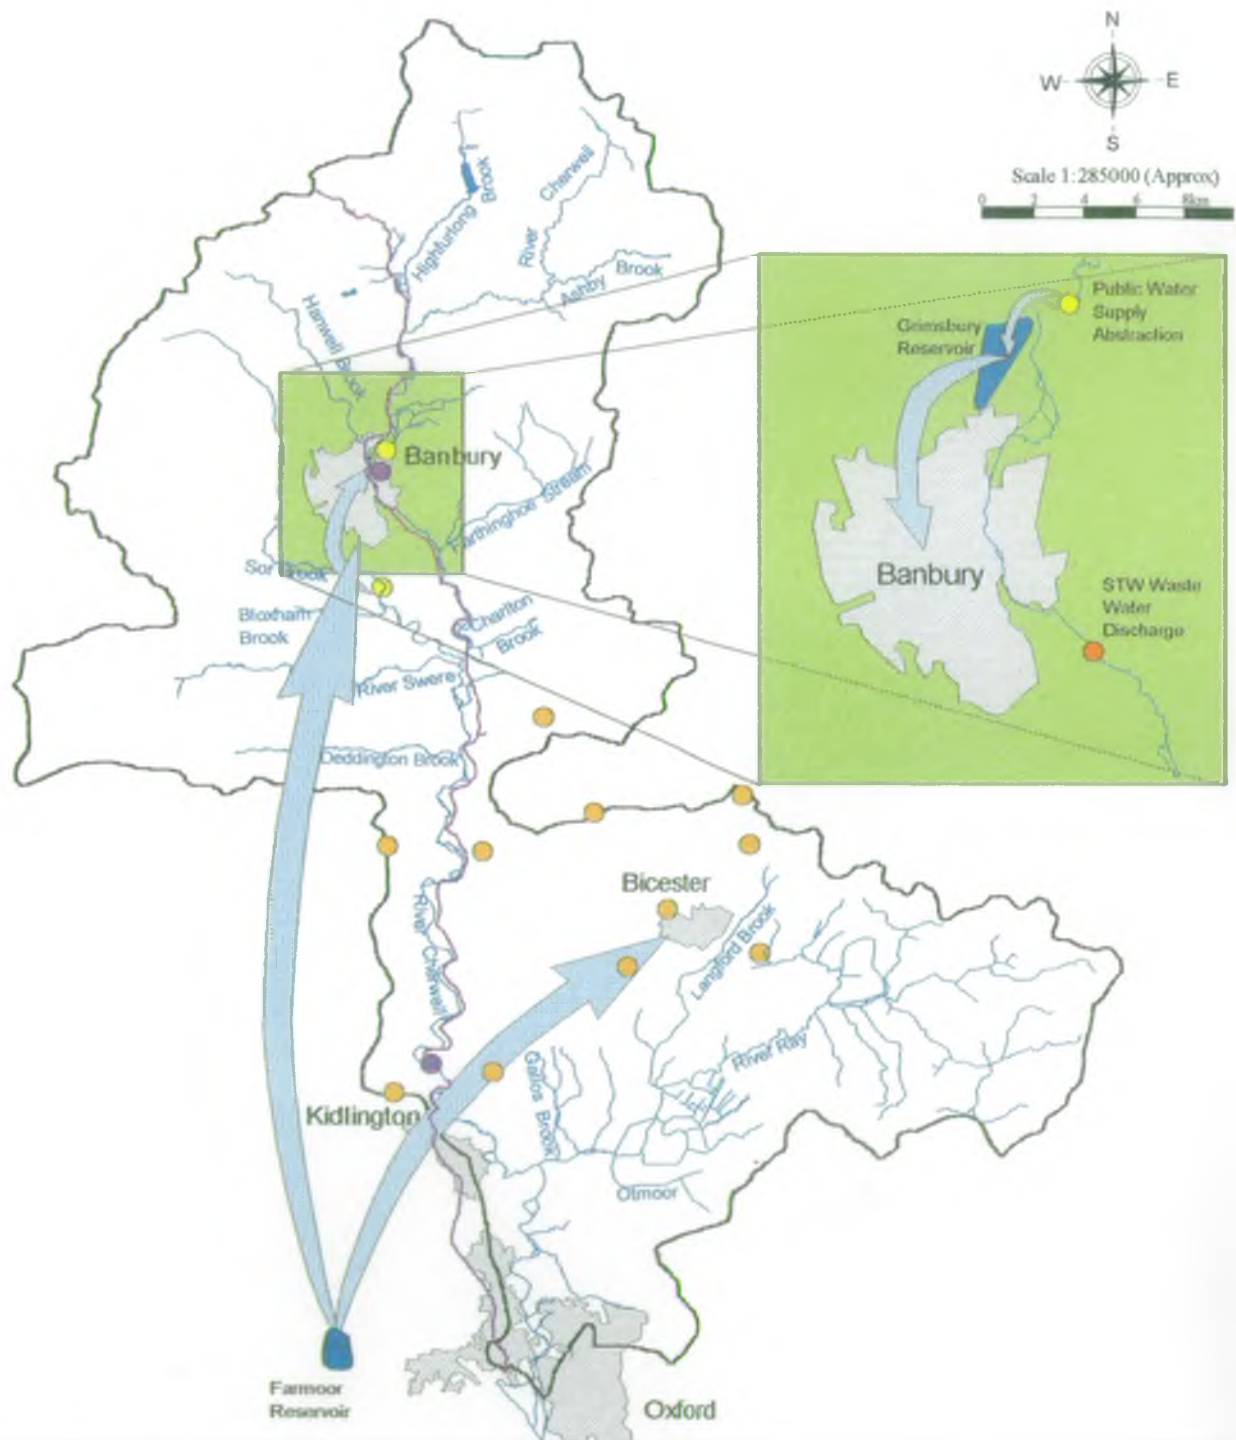 N
W E
S
Scale 1:285000 (Approx)
0 2 4 6 8km
Highfurlong
Brook
River Cherwell
Ashby Brook
Hanwell Brook
Banbury
Farthinghoe Stream
Sor Brook
Bloxham
Brook
Charlton
Brook
River Swere
Deddington Brook
Public Water
Supply
Abstraction
Grimsbury
Reservoir
Banbury
STW Waste
Water
Discharge
River Cherwell
Bicester
Langford Brook
River Ray
Gallos Brook
Kidlington
Otmoor
Farmoor
Reservoir
Oxford